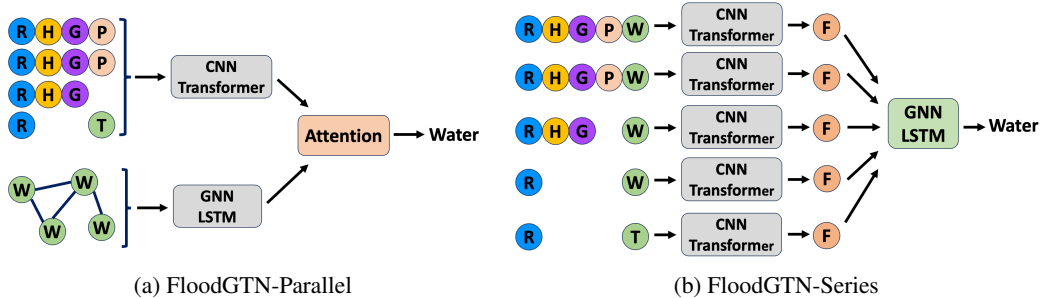 R H G P
R H G P
R H G
R T
CNN
Transformer
W W
W W
GNN
LSTM
Attention
Water
(a) FloodGTN-Parallel
R H G P W
CNN
Transformer
F
R H G P W
CNN
Transformer
F
R H G W
CNN
Transformer
F
R W
CNN
Transformer
F
R T
CNN
Transformer
F
GNN
LSTM
Water
(b) FloodGTN-Series